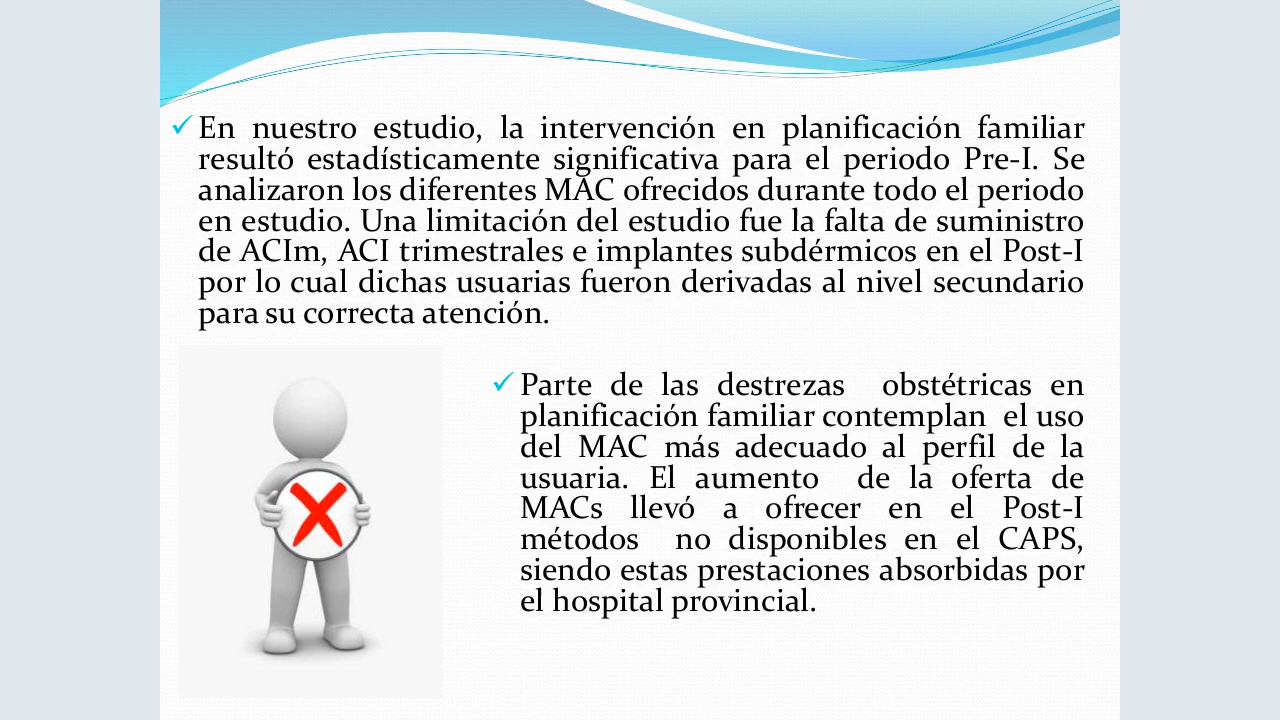 En nuestro estudio, la intervención en planificación familiar
resultó estadísticamente significativa para el periodo Pre-I. Se
analizaron los diferentes MAC ofrecidos durante todo el periodo
en estudio. Una limitación del estudio fue la falta de suministro
de ACIm, ACI trimestrales e implantes subdérmicos en el Post-I
por lo cual dichas usuarias fueron derivadas al nivel secundario
para su correcta atención.
Parte de las destrezas obstétricas en
planificación familiar contemplan el uso
del MAC más adecuado al perfil de la
usuaria. El aumento de la oferta de
MACs llevó a ofrecer en el Post-I
métodos no disponibles en el CAPS,
siendo estas prestaciones absorbidas por
el hospital provincial.